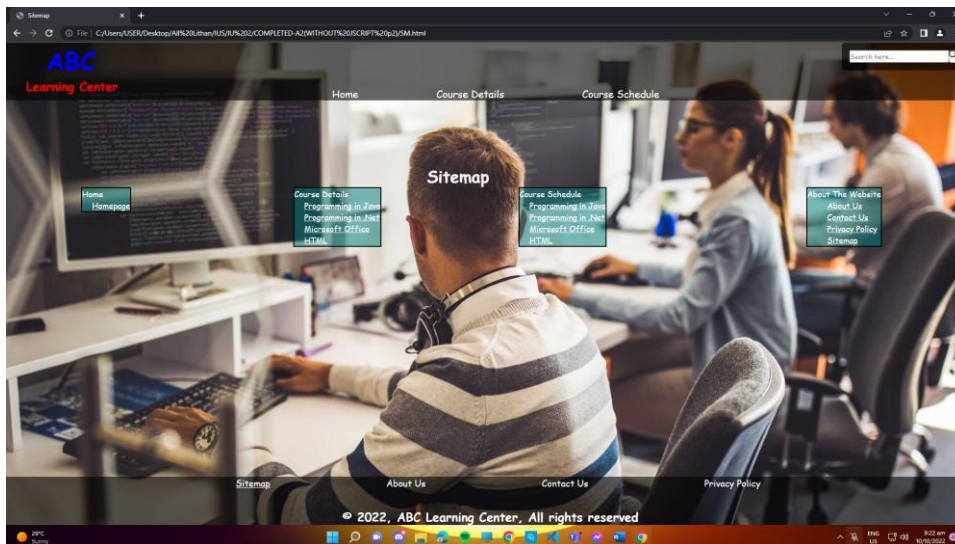 Sitemap
File C:/Users/USER/Desktop/All%20Lithan/IUS/IU%202/COMPLETED-A2(WITHOUT%20JSCRIPT%20p2)/SM.html
ABC
Learning Center
Search here...
Home Course Details Course Schedule
Sitemap
Home
Homepage
Course Details
Programming in Java
Programming in .Net
Microsoft Office
HTML
Course Schedule
Programming in Java
Programming in .Net
Microsoft Office
HTML
About The Website
About Us
Contact Us
Privacy Policy
Sitemap
Sitemap About Us Contact Us Privacy Policy
© 2022, ABC Learning Center, All rights reserved
29°C
Sunny
ENG
US
9:22 am
10/10/2022